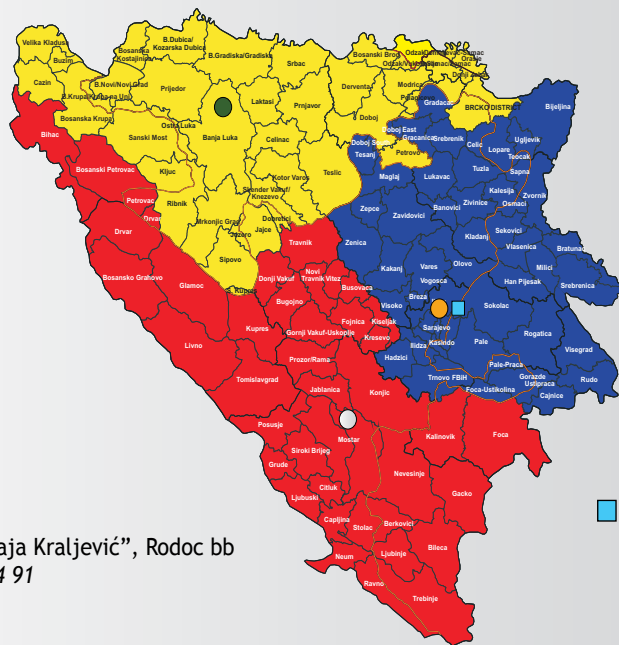 Velika Kladusa
Buzim
Cazin
Bosanska
Kostajnica
B.Dubica/
Kozarska Dubica
B.Gradiska/Gradiska
Srbac
Bosanski Brod
Orasje
B.Novi/Novi Grad
Bosanska Krupa
Prijedor
Laktasi
Prnjavor
Derventa
Modrica
Gradacac
BRCKO DISTRICT
Bijeljina
Bihac
Ostra Luka
Sanski Most
Banja Luka
Celinac
Doboj
Doboj East
Gracanica
Srebrenik
Celic
Lopare
Ugljevik
Teocak
Sapna
Tesanj
Petrovo
Bosanski Petrovac
Kljuc
Kotor Varos
Teslic
Maglaj
Lukavac
Tuzla
Kalesija
Zvornik
Petrovac
Drvar
Ribnik
Skender Vakuf/
Knezevo
Dobretici
Mrkonjic Grad
Jajce
Jezero
Zepce
Zavidovici
Banovici
Zivinice
Osmaci
Drvar
Sipovo
Travnik
Zenica
Kladanj
Sekovici
Vlasenica
Bratunac
Milici
Bosansko Grahovo
Glamoc
B. Kupres
Donji Vakuf
Novi
Travnik
Vitez
Busovaca
Kakanj
Vares
Olovo
Vogosca
Han Pijesak
Srebrenica
Bugojno
Visoko
Breza
Sokolac
Livno
Kupres
Gornji Vakuf-Uskoplje
Fojnica
Kiseljak
Kresevo
Sarajevo
Ilidza
Kasindo
Pale
Rogatica
Visegrad
Hadzici
Prozor/Rama
Pale-Praca
Tomislavgrad
Jablanica
Konjic
Trnovo FBiH
Foca-Ustikolina
Gorazde
Ustipraca
Cajnice
Rudo
Posusje
Mostar
Kalinovik
Foca
Siroki Brijeg
Grude
Nevesinje
Citluk
Ljubuski
Gacko
Capljina
Stolac
Berkovici
Bileca
Neum
Ljubinje
Ravno
Trebinje
aja Kraljević”, Rodoc bb
4 91